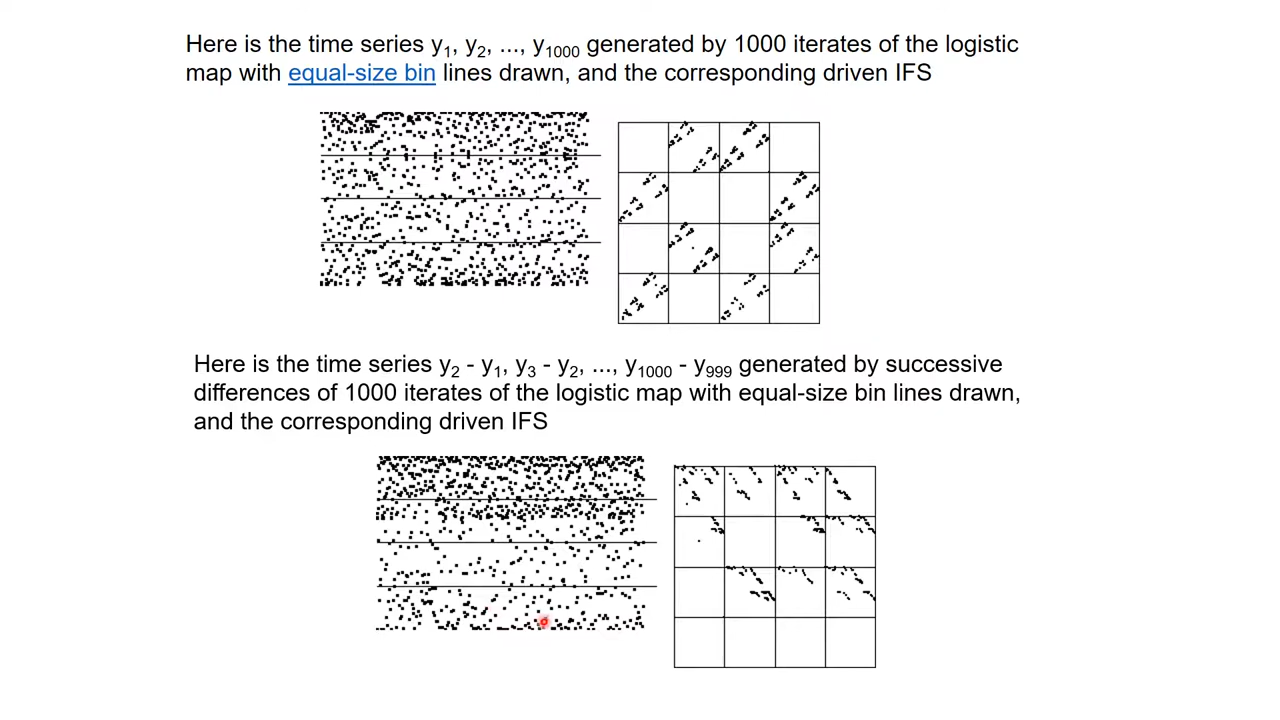 Here is the time series y₁, y₂, ..., y₁₀₀₀ generated by 1000 iterates of the logistic
map with equal-size bin lines drawn, and the corresponding driven IFS
Here is the time series y₂ - y₁, y₃ - y₂, ..., y₁₀₀₀ - y₉₉₉ generated by successive
differences of 1000 iterates of the logistic map with equal-size bin lines drawn,
and the corresponding driven IFS